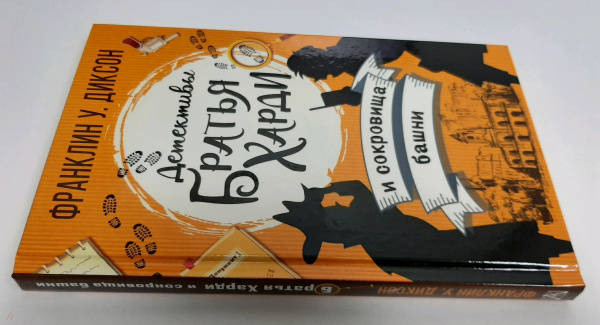 ФРАНКЛИН У. ДИКСОН
Детективы
БРАТЬЯ
ХАРДИ
и сокровища
башни
Братья Харди и сокровища башни
ФРАНКЛИН У. ДИКСОН